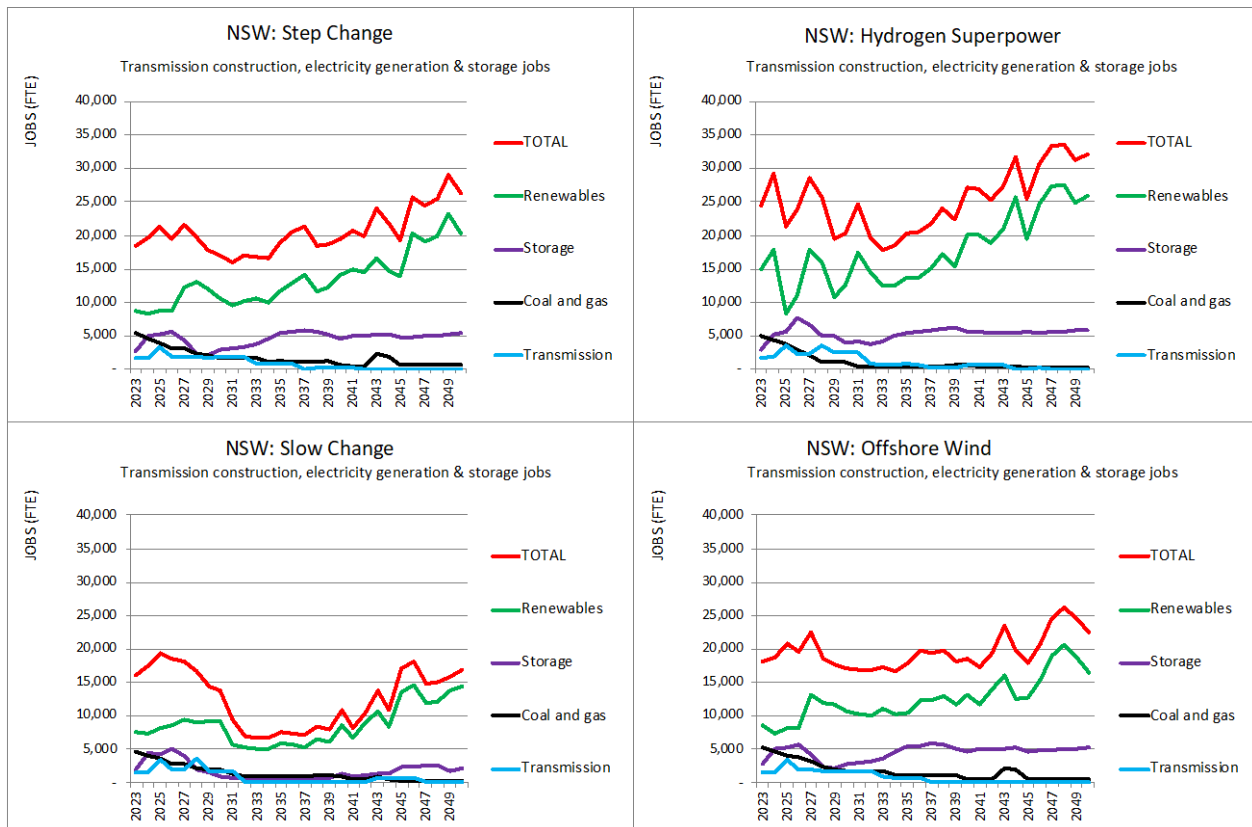 NSW: Step Change
Transmission construction, electricity generation & storage jobs
JOBS (FTE)
40,000
35,000
30,000
25,000
20,000
15,000
10,000
5,000
-
2023
2025
2027
2029
2031
2033
2035
2037
2039
2041
2043
2045
2047
2049
TOTAL
Renewables
Storage
Coal and gas
Transmission
NSW: Hydrogen Superpower
Transmission construction, electricity generation & storage jobs
JOBS (FTE)
40,000
35,000
30,000
25,000
20,000
15,000
10,000
5,000
-
2023
2025
2027
2029
2031
2033
2035
2037
2039
2041
2043
2045
2047
2049
TOTAL
Renewables
Storage
Coal and gas
Transmission
NSW: Slow Change
Transmission construction, electricity generation & storage jobs
JOBS (FTE)
40,000
35,000
30,000
25,000
20,000
15,000
10,000
5,000
-
2023
2025
2027
2029
2031
2033
2035
2037
2039
2041
2043
2045
2047
2049
TOTAL
Renewables
Storage
Coal and gas
Transmission
NSW: Offshore Wind
Transmission construction, electricity generation & storage jobs
JOBS (FTE)
40,000
35,000
30,000
25,000
20,000
15,000
10,000
5,000
-
2023
2025
2027
2029
2031
2033
2035
2037
2039
2041
2043
2045
2047
2049
TOTAL
Renewables
Storage
Coal and gas
Transmission